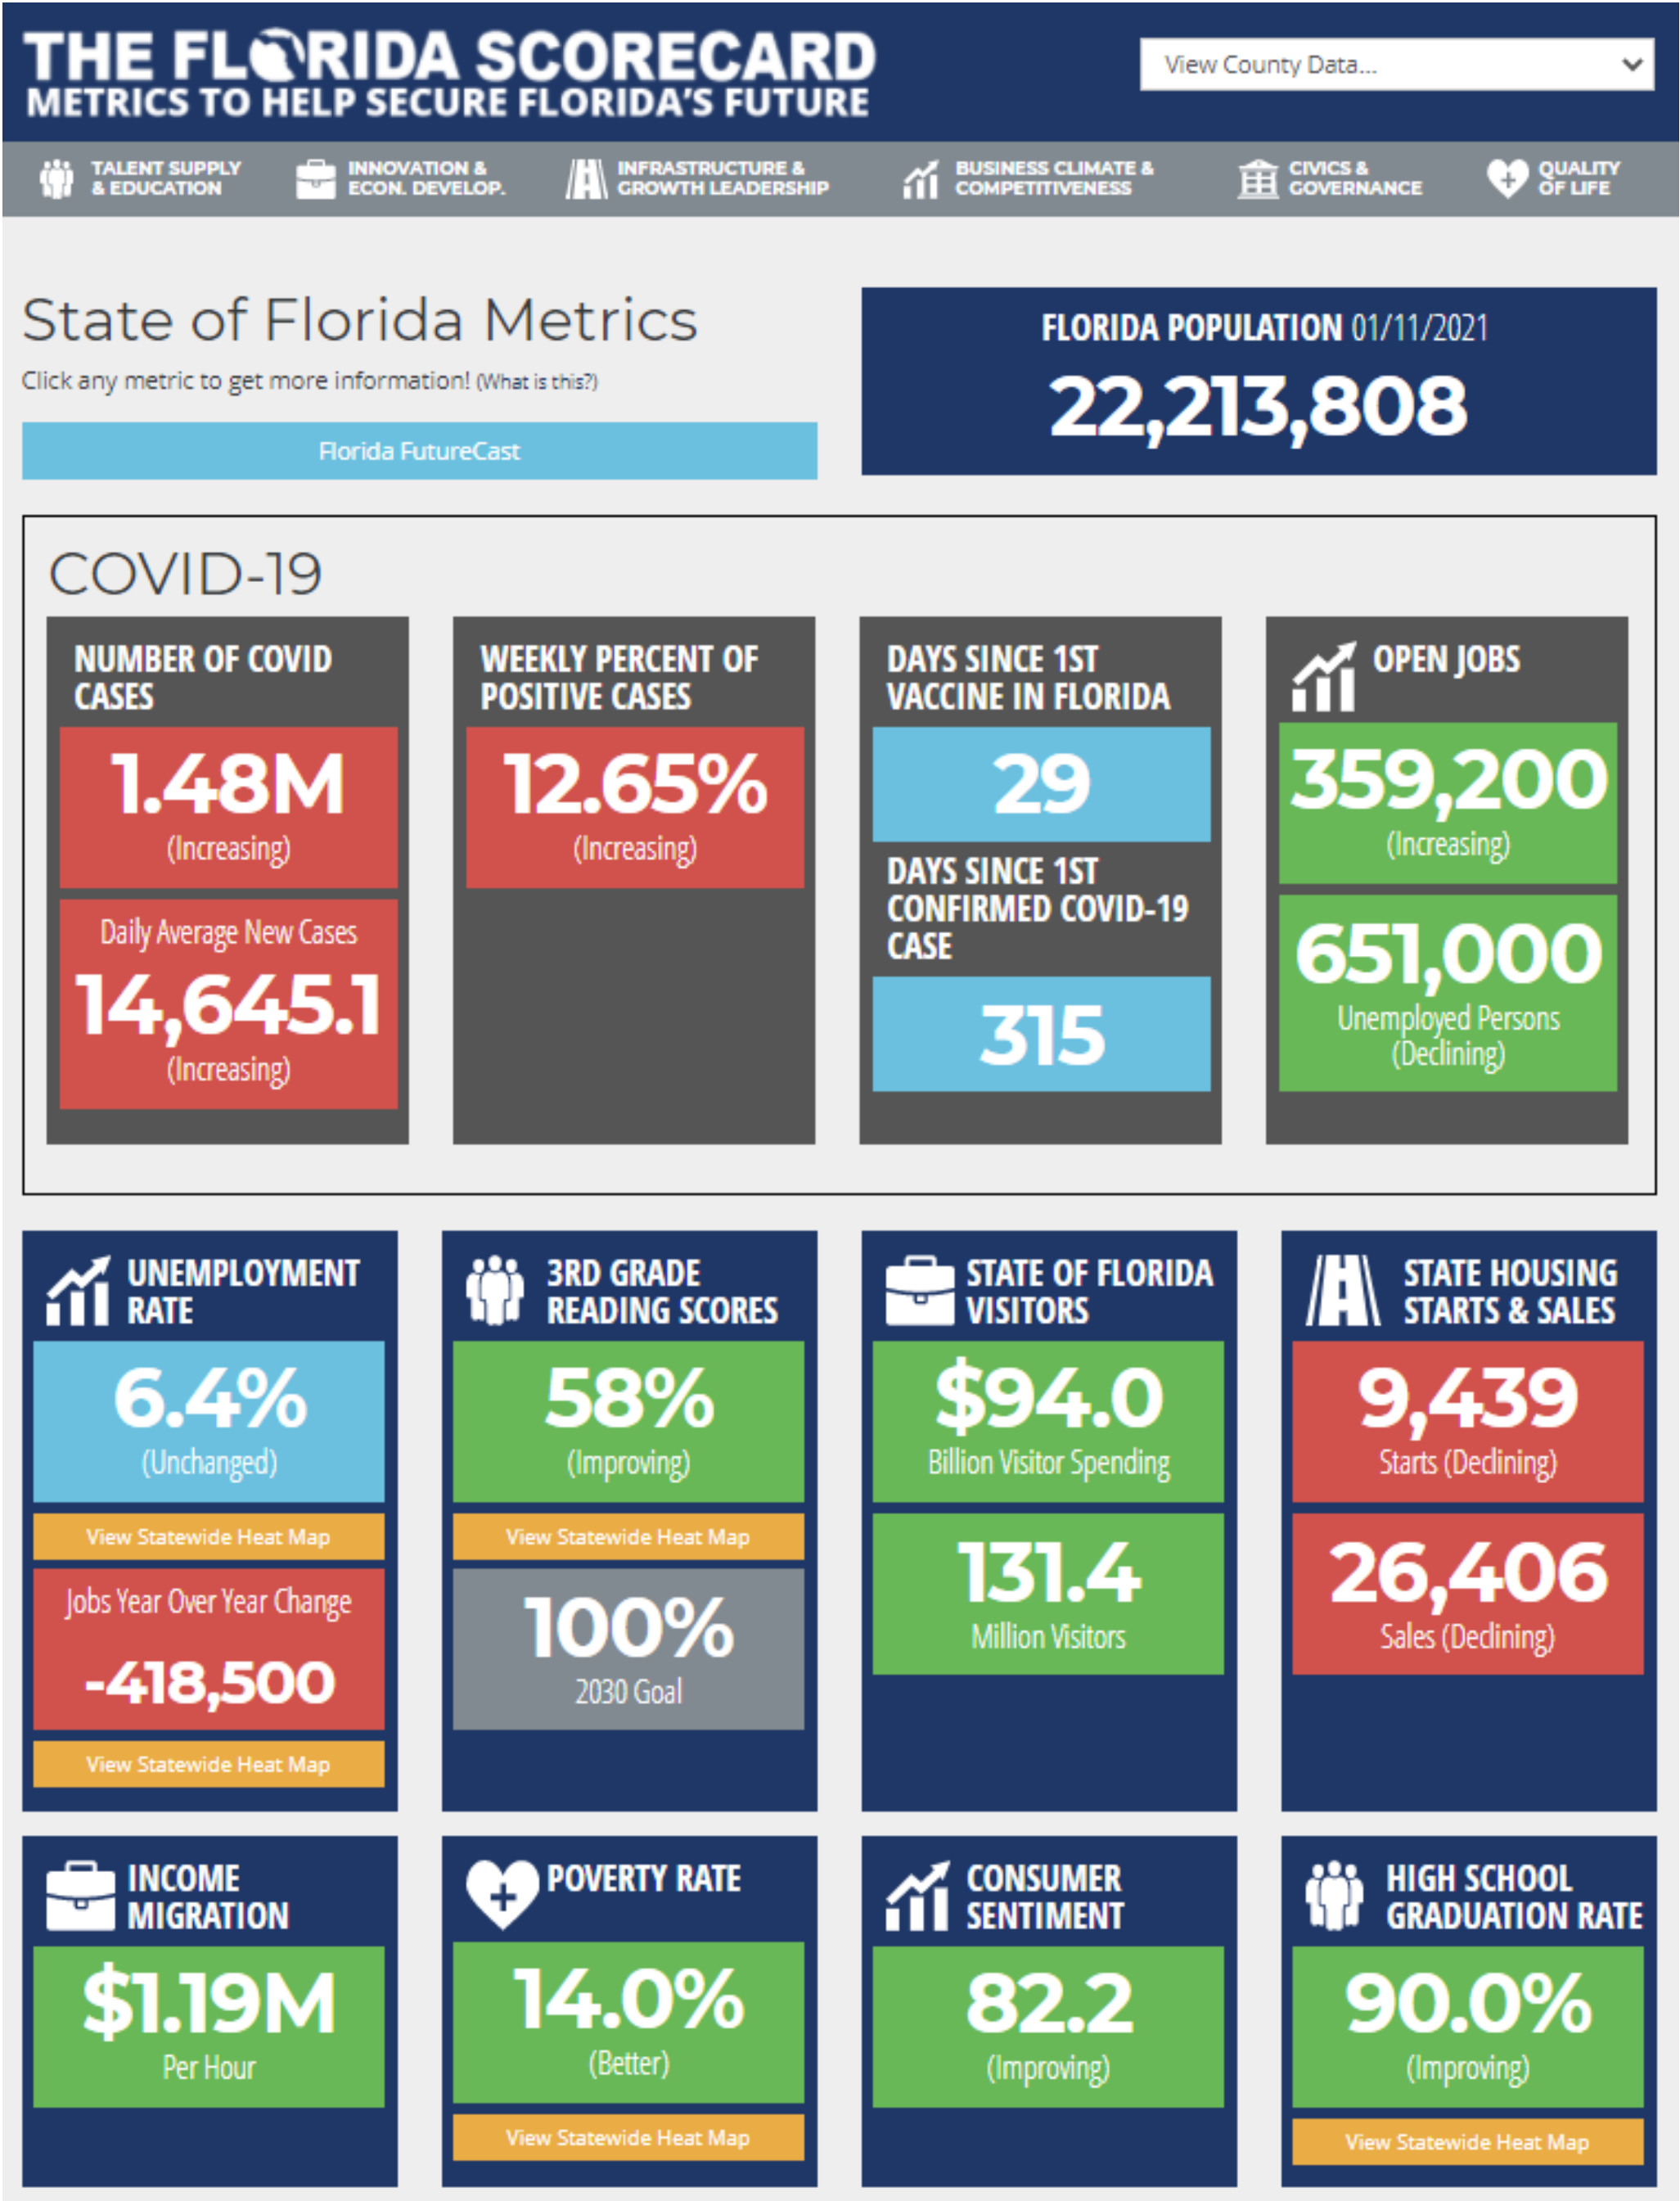 THE FLORIDA SCORECARD
METRICS TO HELP SECURE FLORIDA'S FUTURE
View County Data...
TALENT SUPPLY
& EDUCATION
INNOVATION &
ECON. DEVELOP.
INFRASTRUCTURE &
GROWTH LEADERSHIP
BUSINESS CLIMATE &
COMPETITIVENESS
CIVICS &
GOVERNANCE
QUALITY
OF LIFE
State of Florida Metrics
Click any metric to get more information! (What is this?)
Florida FutureCast
FLORIDA POPULATION 01/11/2021
22,213,808
COVID-19
NUMBER OF COVID
CASES
1.48M
(Increasing)
Daily Average New Cases
14,645.1
(Increasing)
WEEKLY PERCENT OF
POSITIVE CASES
12.65%
(Increasing)
DAYS SINCE 1ST
VACCINE IN FLORIDA
29
DAYS SINCE 1ST
CONFIRMED COVID-19
CASE
315
OPEN JOBS
359,200
(Increasing)
651,000
Unemployed Persons
(Declining)
UNEMPLOYMENT
RATE
6.4%
(Unchanged)
View Statewide Heat Map
Jobs Year Over Year Change
-418,500
View Statewide Heat Map
3RD GRADE
READING SCORES
58%
(Improving)
View Statewide Heat Map
100%
2030 Goal
STATE OF FLORIDA
VISITORS
$94.0
Billion Visitor Spending
131.4
Million Visitors
STATE HOUSING
STARTS & SALES
9,439
Starts (Declining)
26,406
Sales (Declining)
INCOME
MIGRATION
$1.19M
Per Hour
POVERTY RATE
14.0%
(Better)
View Statewide Heat Map
CONSUMER
SENTIMENT
82.2
(Improving)
HIGH SCHOOL
GRADUATION RATE
90.0%
(Improving)
View Statewide Heat Map